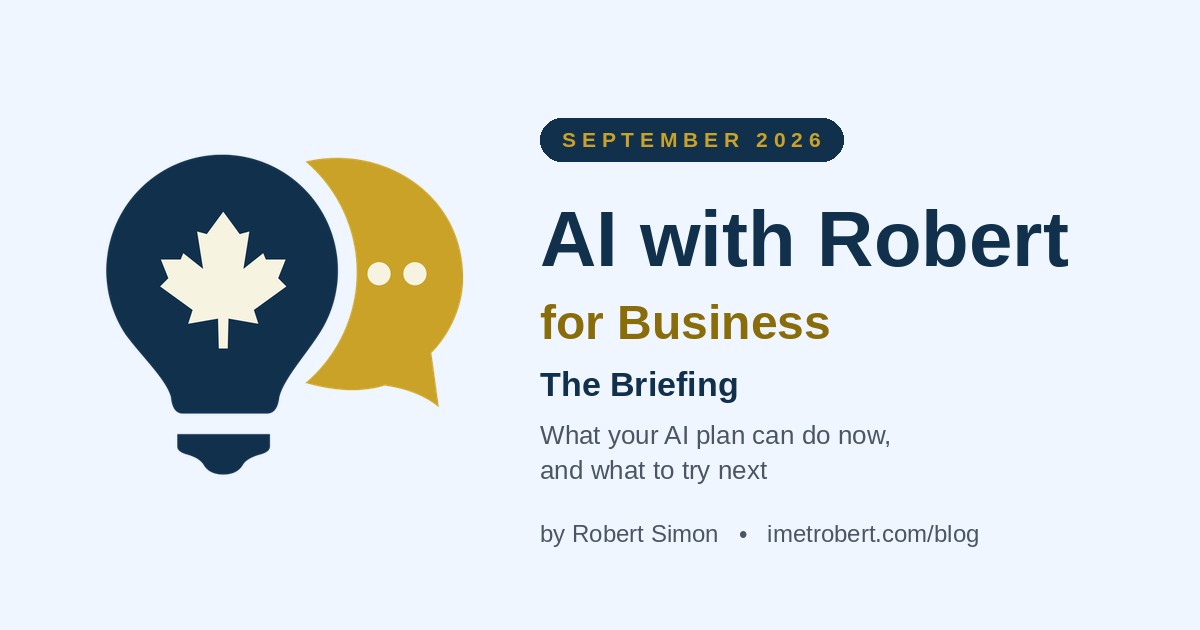 SEPTEMBER 2026
AI with Robert
for Business
The Briefing
What your AI plan can do now,
and what to try next
by Robert Simon • imetrobert.com/blog